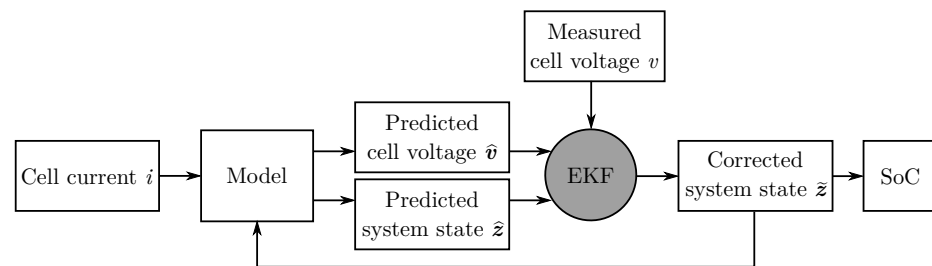 Measured
cell voltage v
Predicted
cell voltage v̂
Cell current i
Model
EKF
Corrected
system state z̃
SoC
Predicted
system state ẑ